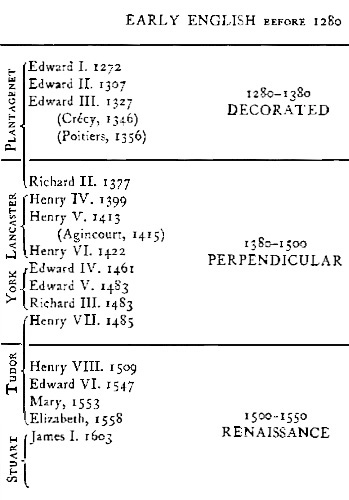 EARLY ENGLISH BEFORE 1280
PLANTAGENET
Edward I. 1272
Edward II. 1307
Edward III. 1327
(Crécy, 1346)
(Poitiers, 1356)
1280–1380
DECORATED
Richard II. 1377
LANCASTER
Henry IV. 1399
Henry V. 1413
(Agincourt, 1415)
Henry VI. 1422
YORK
Edward IV. 1461
Edward V. 1483
Richard III. 1483
1380–1500
PERPENDICULAR
TUDOR
Henry VII. 1485
Henry VIII. 1509
Edward VI. 1547
Mary, 1553
Elizabeth, 1558
STUART
James I. 1603
1500–1550
RENAISSANCE